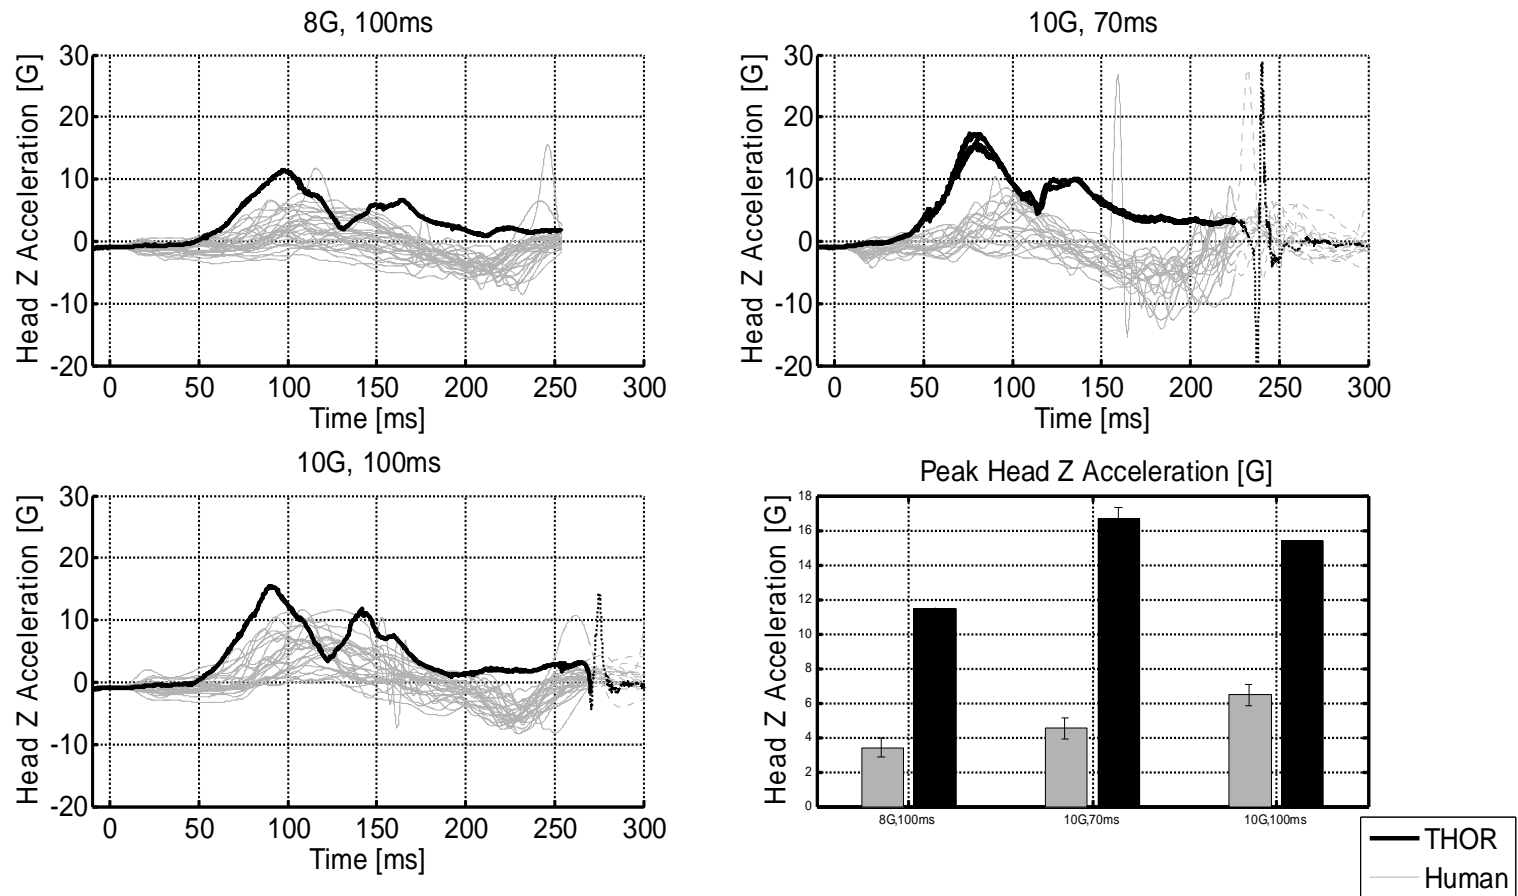 8G, 100ms
Head Z Acceleration [G]
30
20
10
0
-10
-20
0 50 100 150 200 250 300
Time [ms]
10G, 70ms
Head Z Acceleration [G]
30
20
10
0
-10
-20
0 50 100 150 200 250 300
Time [ms]
10G, 100ms
Head Z Acceleration [G]
30
20
10
0
-10
-20
0 50 100 150 200 250 300
Time [ms]
Peak Head Z Acceleration [G]
Head Z Acceleration [G]
18
16
14
12
10
8
6
4
2
0
8G,100ms 10G,70ms 10G,100ms
THOR
Human